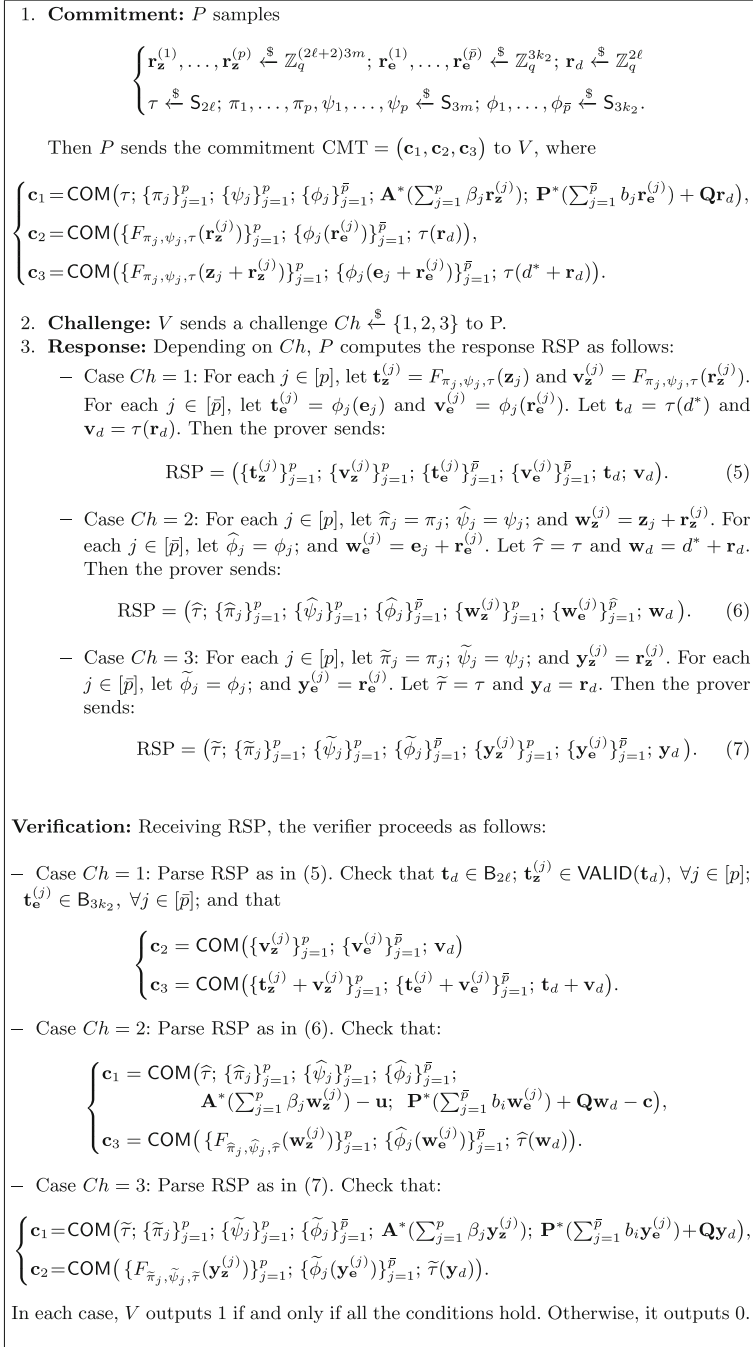 1. Commitment: P samples
{ r_z^{(1)}, . . . , r_z^{(p)} ←$ ℤ_q^{(2ℓ+2)3m}; r_e^{(1)}, . . . , r_e^{(p̄)} ←$ ℤ_q^{3k_2}; r_d ←$ ℤ_q^{2ℓ}
τ ←$ S_{2ℓ}; π_1, . . . , π_p, ψ_1, . . . , ψ_p ←$ S_{3m}; φ_1, . . . , φ_{p̄} ←$ S_{3k_2}.
Then P sends the commitment CMT = (c_1, c_2, c_3) to V, where
{ c_1 = COM(τ; {π_j}_{j=1}^p; {ψ_j}_{j=1}^p; {φ_j}_{j=1}^{p̄}; A*(∑_{j=1}^p β_j r_z^{(j)}); P*(∑_{j=1}^{p̄} b_j r_e^{(j)}) + Qr_d),
c_2 = COM({F_{π_j,ψ_j,τ}(r_z^{(j)})}_{j=1}^p; {φ_j(r_e^{(j)})}_{j=1}^{p̄}; τ(r_d)),
c_3 = COM({F_{π_j,ψ_j,τ}(z_j + r_z^{(j)})}_{j=1}^p; {φ_j(e_j + r_e^{(j)})}_{j=1}^{p̄}; τ(d* + r_d)).
2. Challenge: V sends a challenge Ch ←$ {1, 2, 3} to P.
3. Response: Depending on Ch, P computes the response RSP as follows:
– Case Ch = 1: For each j ∈ [p], let t_z^{(j)} = F_{π_j,ψ_j,τ}(z_j) and v_z^{(j)} = F_{π_j,ψ_j,τ}(r_z^{(j)}).
For each j ∈ [p̄], let t_e^{(j)} = φ_j(e_j) and v_e^{(j)} = φ_j(r_e^{(j)}). Let t_d = τ(d*) and
v_d = τ(r_d). Then the prover sends:
RSP = ({t_z^{(j)}}_{j=1}^p; {v_z^{(j)}}_{j=1}^p; {t_e^{(j)}}_{j=1}^{p̄}; {v_e^{(j)}}_{j=1}^{p̄}; t_d; v_d). (5)
– Case Ch = 2: For each j ∈ [p], let π̂_j = π_j; ψ̂_j = ψ_j; and w_z^{(j)} = z_j + r_z^{(j)}. For
each j ∈ [p̄], let φ̂_j = φ_j; and w_e^{(j)} = e_j + r_e^{(j)}. Let τ̂ = τ and w_d = d* + r_d.
Then the prover sends:
RSP = (τ̂; {π̂_j}_{j=1}^p; {ψ̂_j}_{j=1}^p; {φ̂_j}_{j=1}^{p̄}; {w_z^{(j)}}_{j=1}^p; {w_e^{(j)}}_{j=1}^{p̂}; w_d). (6)
– Case Ch = 3: For each j ∈ [p], let π̃_j = π_j; ψ̃_j = ψ_j; and y_z^{(j)} = r_z^{(j)}. For each
j ∈ [p̄], let φ̃_j = φ_j; and y_e^{(j)} = r_e^{(j)}. Let τ̃ = τ and y_d = r_d. Then the prover
sends:
RSP = (τ̃; {π̃_j}_{j=1}^p; {ψ̃_j}_{j=1}^p; {φ̃_j}_{j=1}^{p̄}; {y_z^{(j)}}_{j=1}^p; {y_e^{(j)}}_{j=1}^{p̄}; y_d). (7)
Verification: Receiving RSP, the verifier proceeds as follows:
– Case Ch = 1: Parse RSP as in (5). Check that t_d ∈ B_{2ℓ}; t_z^{(j)} ∈ VALID(t_d), ∀j ∈ [p];
t_e^{(j)} ∈ B_{3k_2}, ∀j ∈ [p̄]; and that
{ c_2 = COM({v_z^{(j)}}_{j=1}^p; {v_e^{(j)}}_{j=1}^{p̄}; v_d)
c_3 = COM({t_z^{(j)} + v_z^{(j)}}_{j=1}^p; {t_e^{(j)} + v_e^{(j)}}_{j=1}^{p̄}; t_d + v_d).
– Case Ch = 2: Parse RSP as in (6). Check that:
{ c_1 = COM(τ̂; {π̂_j}_{j=1}^p; {ψ̂_j}_{j=1}^p; {φ̂_j}_{j=1}^{p̄};
A*(∑_{j=1}^p β_j w_z^{(j)}) − u; P*(∑_{j=1}^{p̄} b_i w_e^{(j)}) + Qw_d − c),
c_3 = COM({F_{π̂_j,ψ̂_j,τ̂}(w_z^{(j)})}_{j=1}^p; {φ̂_j(w_e^{(j)})}_{j=1}^{p̄}; τ̂(w_d)).
– Case Ch = 3: Parse RSP as in (7). Check that:
{ c_1 = COM(τ̃; {π̃_j}_{j=1}^p; {ψ̃_j}_{j=1}^p; {φ̃_j}_{j=1}^{p̄}; A*(∑_{j=1}^p β_j y_z^{(j)}); P*(∑_{j=1}^{p̄} b_i y_e^{(j)}) + Qy_d),
c_2 = COM({F_{π̃_j,ψ̃_j,τ̃}(y_z^{(j)})}_{j=1}^p; {φ̃_j(y_e^{(j)})}_{j=1}^{p̄}; τ̃(y_d)).
In each case, V outputs 1 if and only if all the conditions hold. Otherwise, it outputs 0.